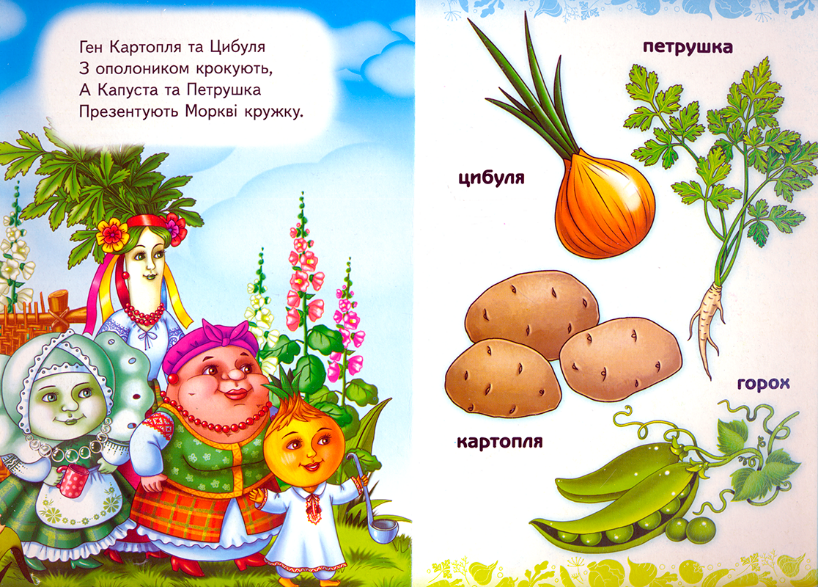 Ген Картопля та Цибуля
З ополоником крокують,
А Капуста та Петрушка
Презентують Моркві кружку.
петрушка
цибуля
горох
картопля